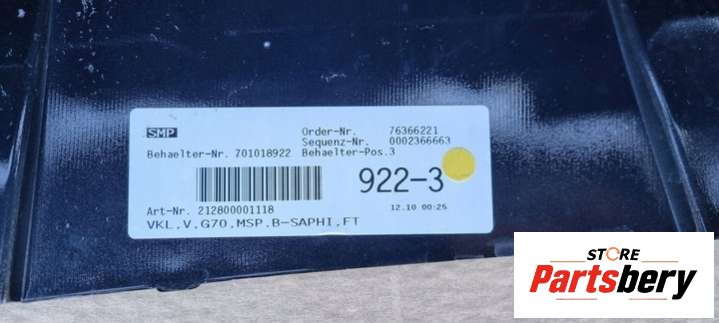 SMP
Order-Nr. 76366221
Sequenz-Nr. 0002366663
Behaelter-Nr. 701018922 Behaelter-Pos.3
922-3
Art-Nr. 212800001118
12.10 00:26
VKL.V.G70.MSP.B-SAPHI.FT
STORE
Partsbery